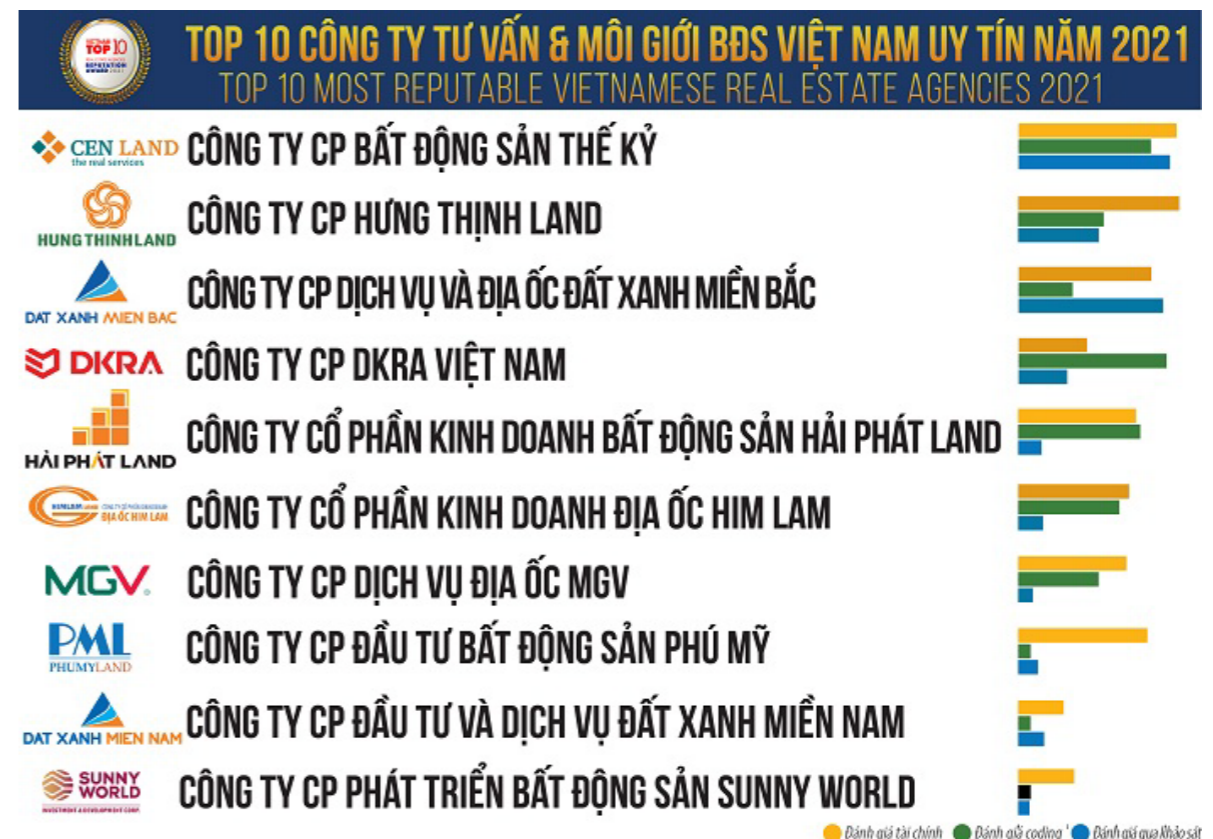 TOP 10 CÔNG TY TƯ VẤN & MÔI GIỚI BĐS VIỆT NAM UY TÍN NĂM 2021
TOP 10 MOST REPUTABLE VIETNAMESE REAL ESTATE AGENCIES 2021
TOP 10
REPUTATION
AWARD 2021
CEN LAND
the real services
CÔNG TY CP BẤT ĐỘNG SẢN THẾ KỶ
HUNG THINH LAND
CÔNG TY CP HƯNG THỊNH LAND
DAT XANH MIEN BAC
CÔNG TY CP DỊCH VỤ VÀ ĐỊA ỐC ĐẤT XANH MIỀN BẮC
DKRA
CÔNG TY CP DKRA VIỆT NAM
HẢI PHÁT LAND
CÔNG TY CỔ PHẦN KINH DOANH BẤT ĐỘNG SẢN HẢI PHÁT LAND
ĐỊA ỐC HIM LAM
CÔNG TY CỔ PHẦN KINH DOANH ĐỊA ỐC HIM LAM
MGV
CÔNG TY CP DỊCH VỤ ĐỊA ỐC MGV
PML
PHUMYLAND
CÔNG TY CP ĐẦU TƯ BẤT ĐỘNG SẢN PHÚ MỸ
DAT XANH MIEN NAM
CÔNG TY CP ĐẦU TƯ VÀ DỊCH VỤ ĐẤT XANH MIỀN NAM
SUNNY
WORLD
INVESTMENT & DEVELOPMENT CORP.
CÔNG TY CP PHÁT TRIỂN BẤT ĐỘNG SẢN SUNNY WORLD
Đánh giá tài chính Đánh giá coding Đánh giá qua khảo sát